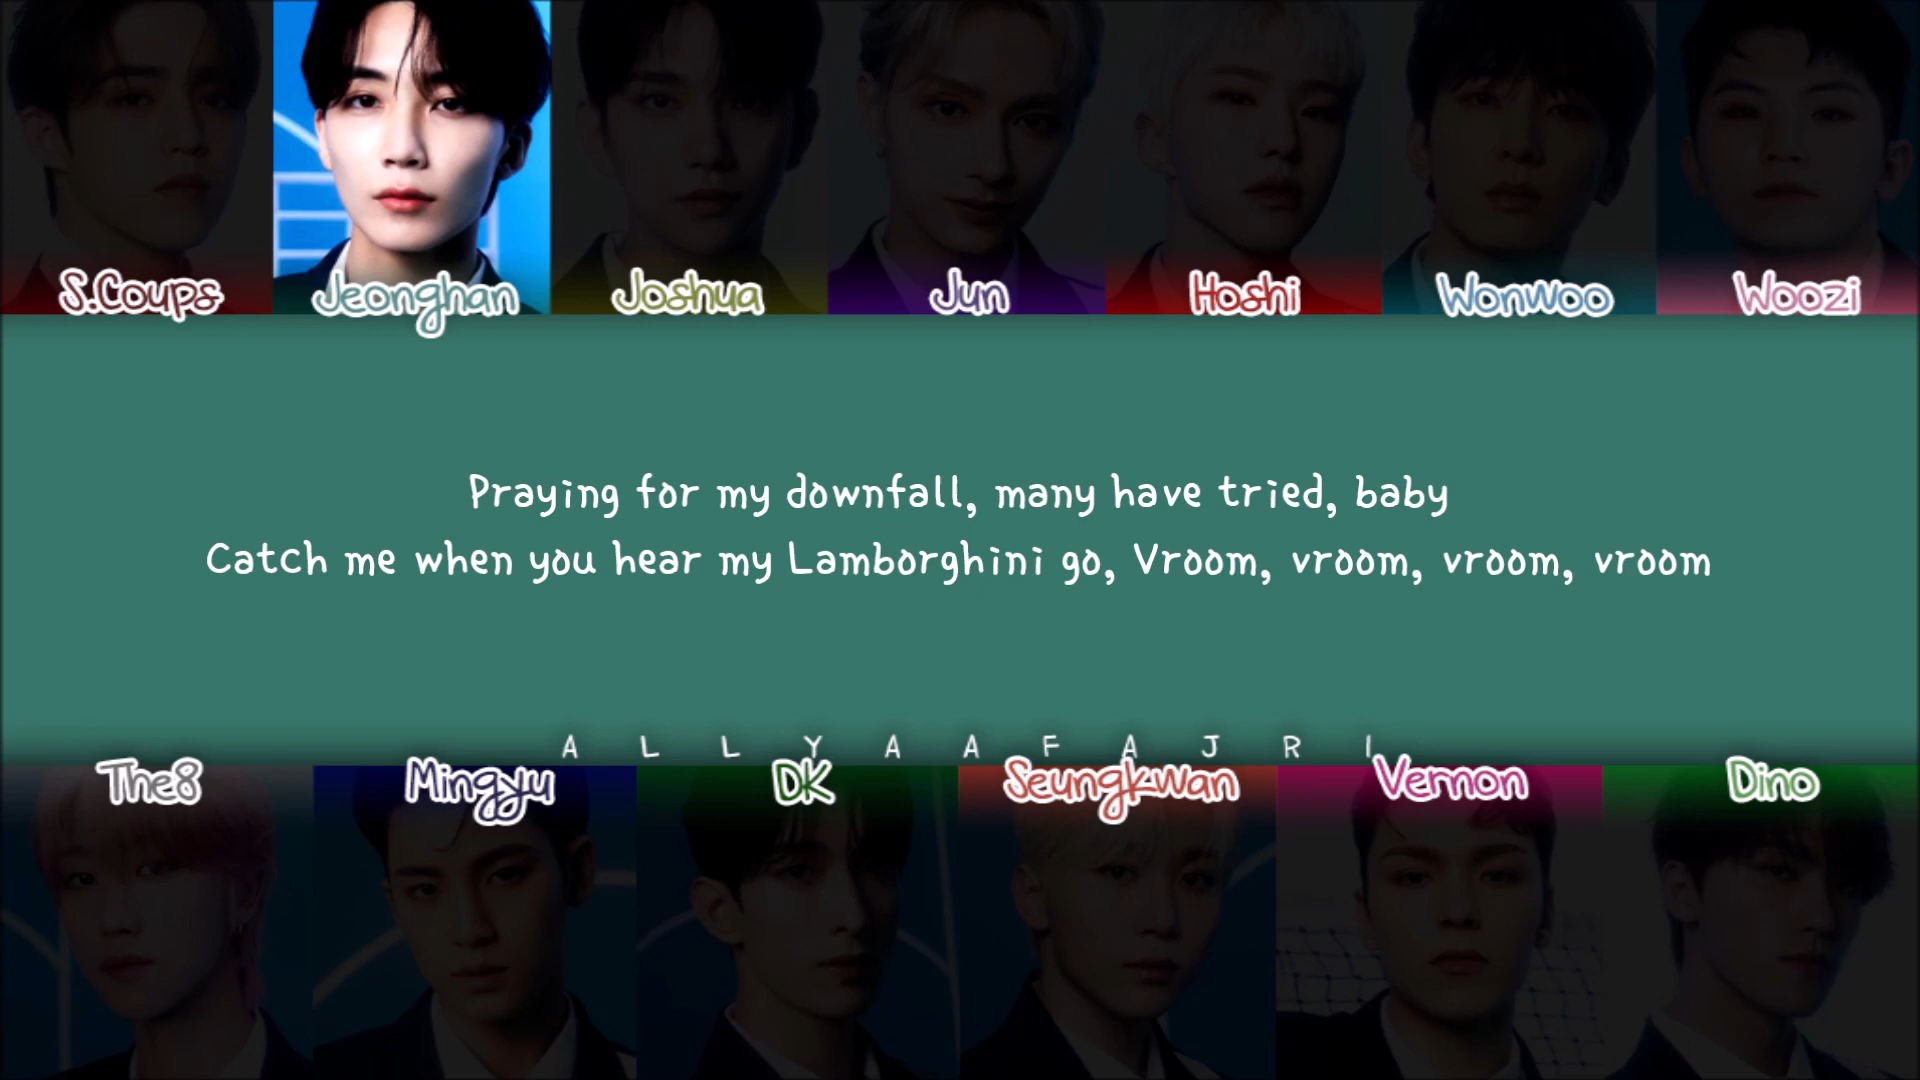 S.Coups Jeonghan Joshua Jun Hoshi Wonwoo Woozi
Praying for my downfall, many have tried, baby
Catch me when you hear my Lamborghini go, Vroom, vroom, vroom, vroom
A L L Y A A F A J R I
The8 Mingyu DK Seungkwan Vernon Dino